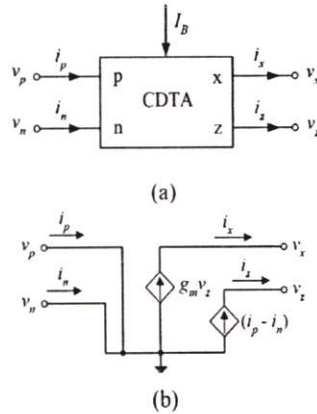 I_B
i_p i_x
v_p p x v_x
CDTA
i_n i_z
v_n n z v_z
(a)
i_p i_x
v_p v_x
i_n g_m v_z i_z
v_n v_z
(i_p - i_n)
(b)